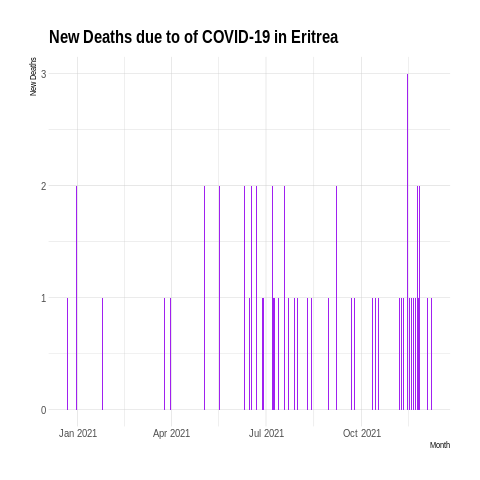 New Deaths due to of COVID-19 in Eritrea
New Deaths
3
2
1
0
Jan 2021 Apr 2021 Jul 2021 Oct 2021
Month